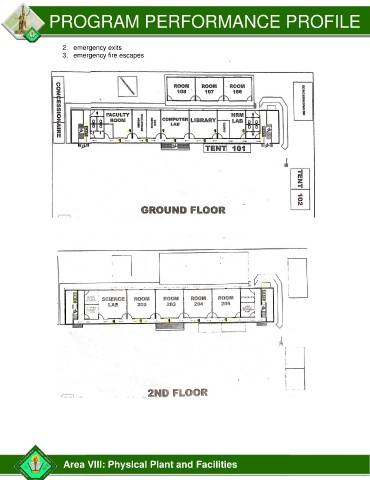 PROGRAM PERFORMANCE PROFILE
2. emergency exits
3. emergency fire escapes
ROOM 108
ROOM 107
ROOM 106
CONCESSIONAIRE
FACULTY ROOM
COMPUTER LAB
LIBRARY
HRM LAB
TENT 101
TENT 102
GROUND FLOOR
SCIENCE LAB
ROOM 202
ROOM 203
ROOM 204
ROOM 205
2ND FLOOR
Area VIII: Physical Plant and Facilities